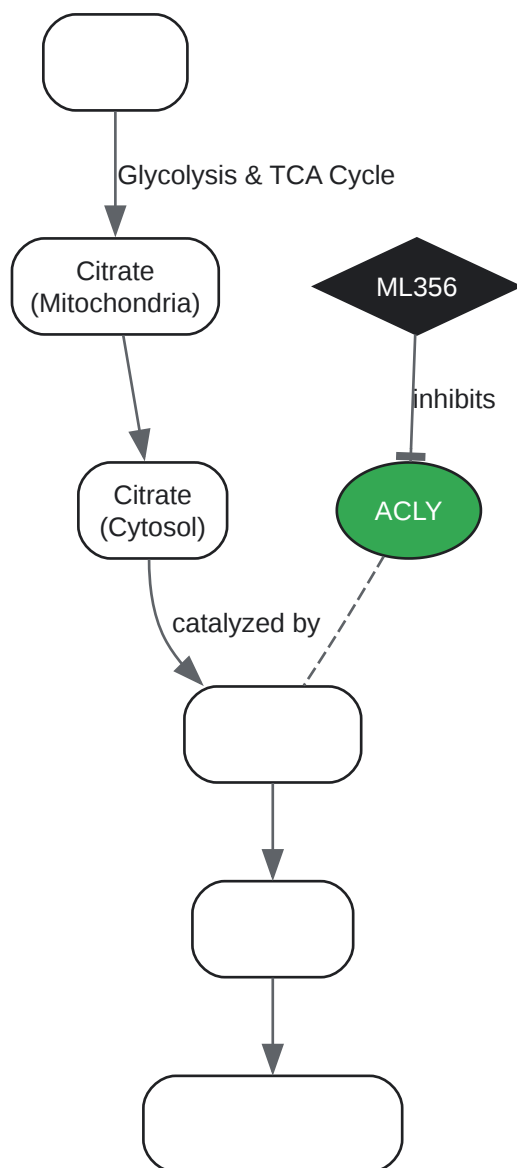 Glycolysis & TCA Cycle
Citrate
(Mitochondria)
ML356
inhibits
Citrate
(Cytosol)
ACLY
catalyzed by